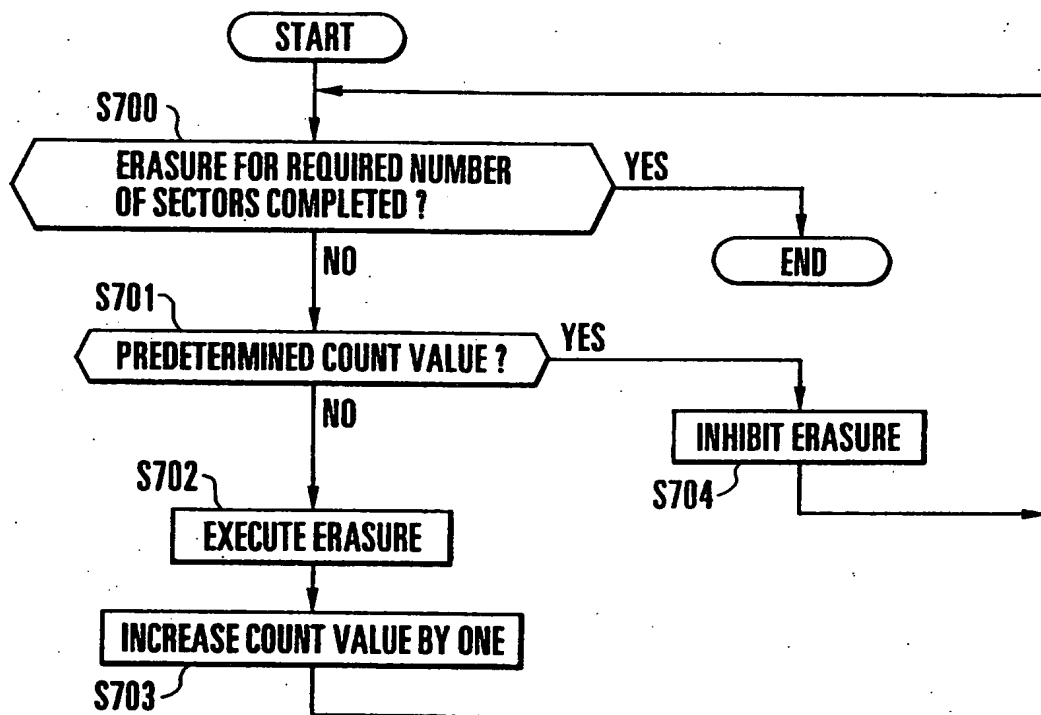 START
S700
ERASURE FOR REQUIRED NUMBER
OF SECTORS COMPLETED ?
YES
END
NO
S701
PREDETERMINED COUNT VALUE ?
YES
NO
INHIBIT ERASURE
S704
S702
EXECUTE ERASURE
INCREASE COUNT VALUE BY ONE
S703